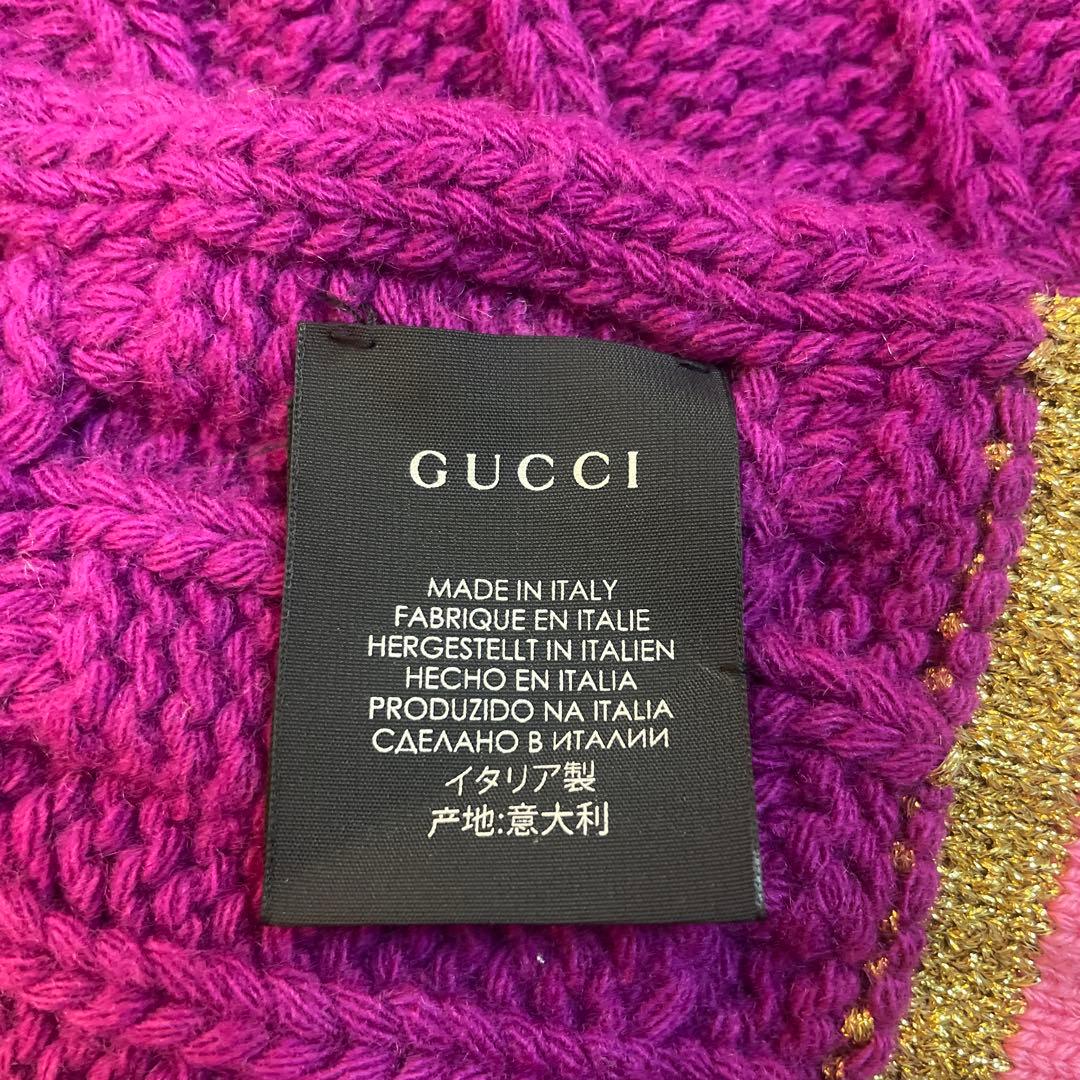 GUCCI
MADE IN ITALY
FABRIQUE EN ITALIE
HERGESTELLT IN ITALIEN
HECHO EN ITALIA
PRODUZIDO NA ITALIA
СДЕЛАНО В ИТАЛИИ
イタリア製
产地:意大利